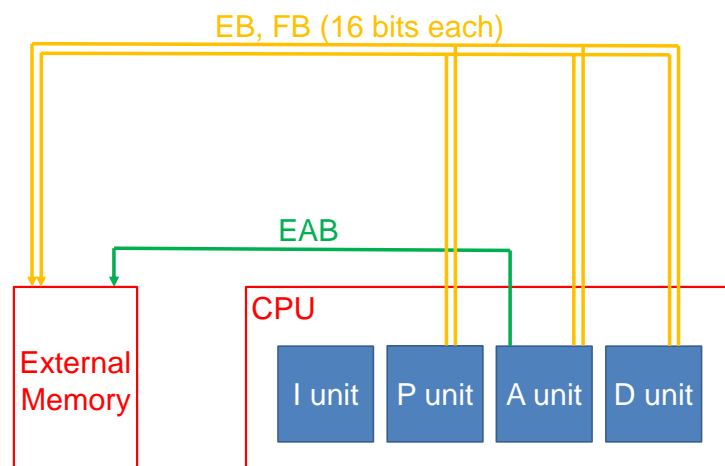 EB, FB (16 bits each)
EAB
CPU
External
Memory
I unit
P unit
A unit
D unit